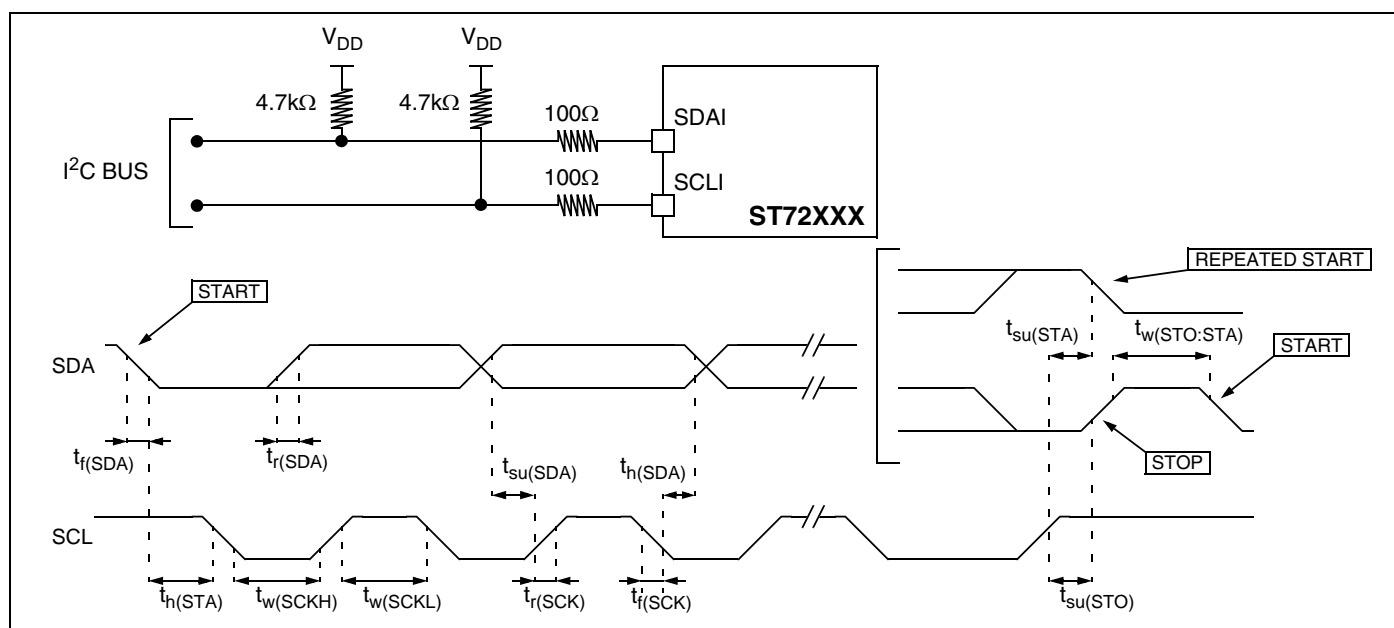 V_DD V_DD
4.7kΩ 4.7kΩ
100Ω SDAI
I²C BUS
100Ω SCLI
ST72XXX
REPEATED START
START
t_su(STA) t_w(STO:STA)
START
SDA
t_f(SDA) t_r(SDA)
t_su(SDA) t_h(SDA)
STOP
SCL
t_h(STA) t_w(SCKH) t_w(SCKL) t_r(SCK) t_f(SCK) t_su(STO)